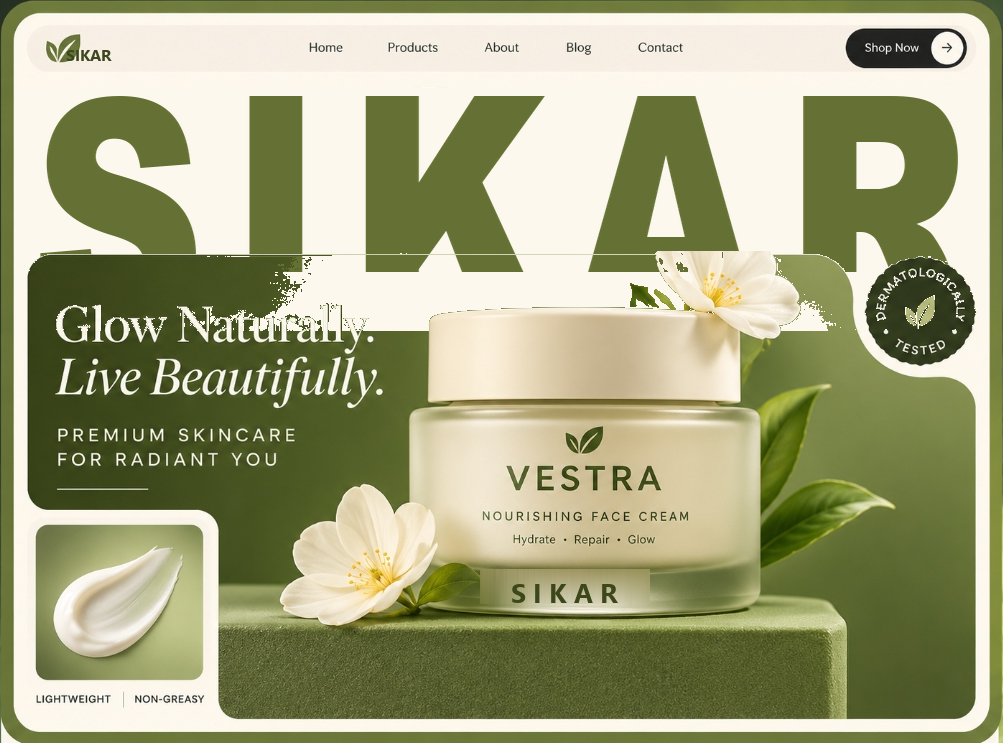 SIKAR
Home Products About Blog Contact
Shop Now
SIKAR
DERMATOLOGICALLY
• TESTED •
Glow Naturally.
Live Beautifully.
PREMIUM SKINCARE
FOR RADIANT YOU
VESTRA
NOURISHING FACE CREAM
Hydrate • Repair • Glow
SIKAR
LIGHTWEIGHT | NON-GREASY